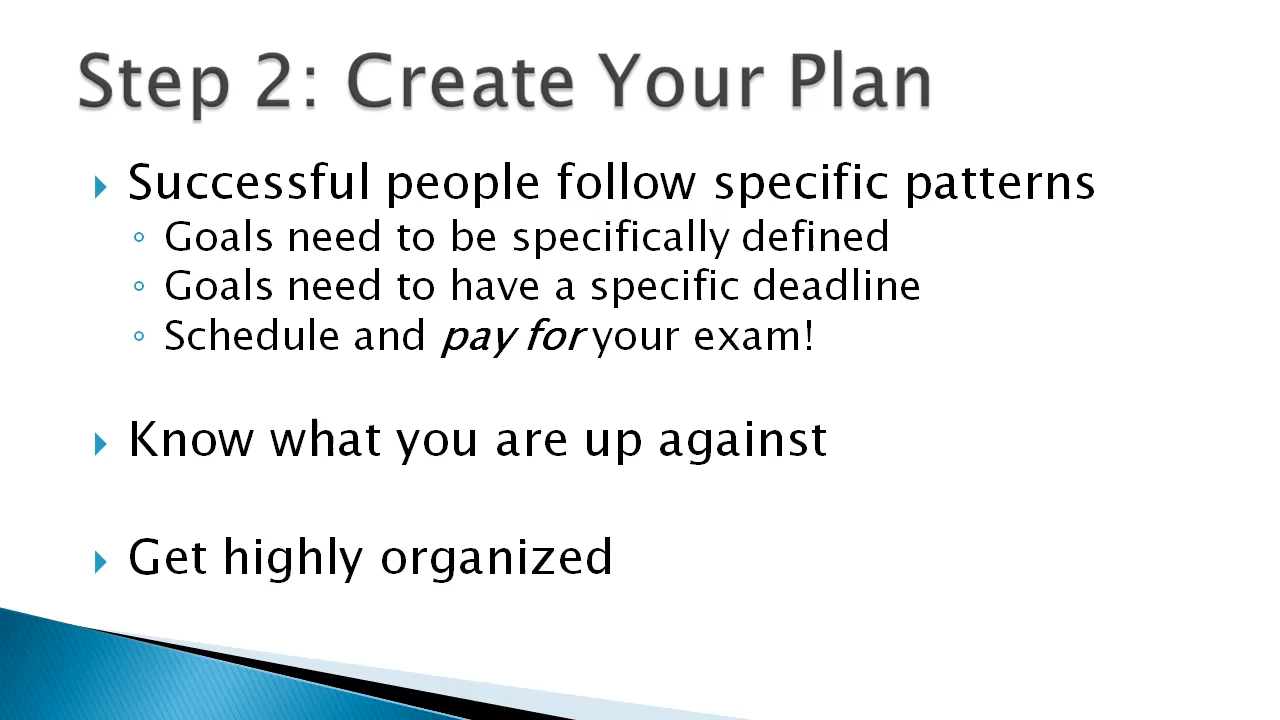 Step 2: Create Your Plan
Successful people follow specific patterns
Goals need to be specifically defined
Goals need to have a specific deadline
Schedule and pay for your exam!
Know what you are up against
Get highly organized